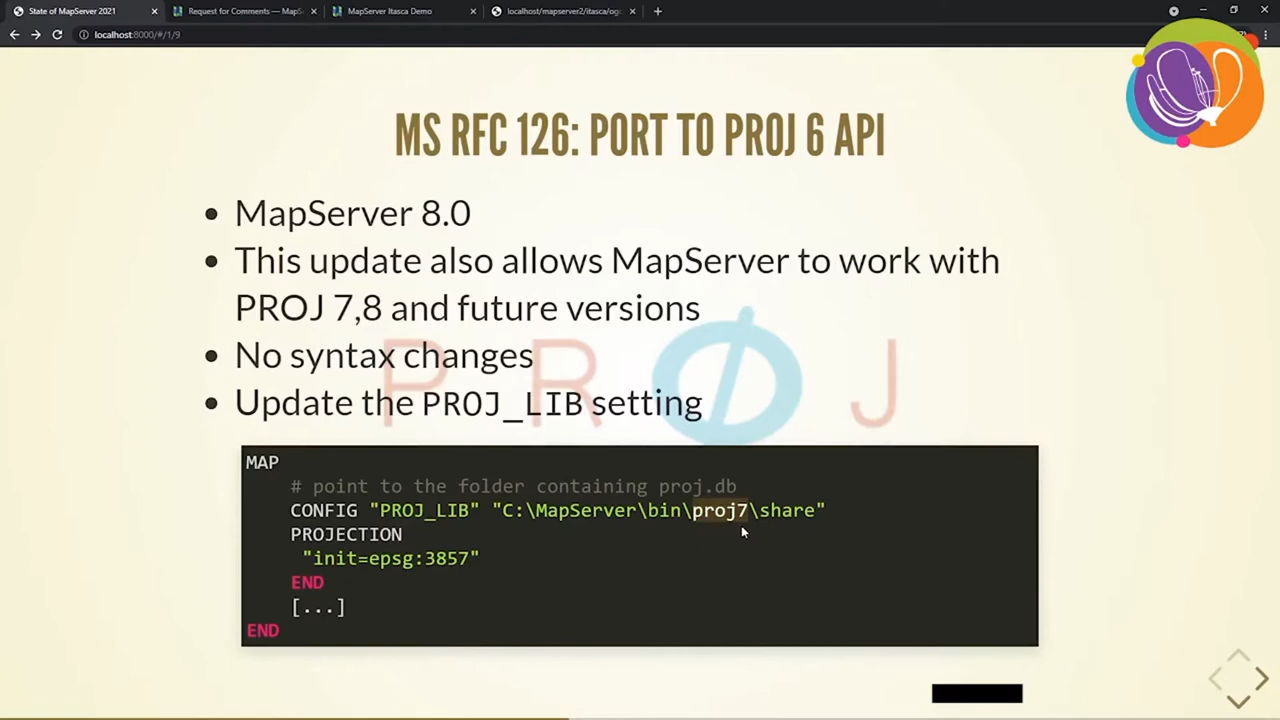 State of MapServer 2021
Request for Comments — MapS
MapServer Itasca Demo
localhost/mapserver2/itasca/og
localhost:8000/#/1/9
MS RFC 126: PORT TO PROJ 6 API
• MapServer 8.0
• This update also allows MapServer to work with
PROJ 7,8 and future versions
• No syntax changes
• Update the PROJ_LIB setting
PROJ
MAP
# point to the folder containing proj.db
CONFIG "PROJ_LIB" "C:\MapServer\bin\proj7\share"
PROJECTION
"init=epsg:3857"
END
[...]
END